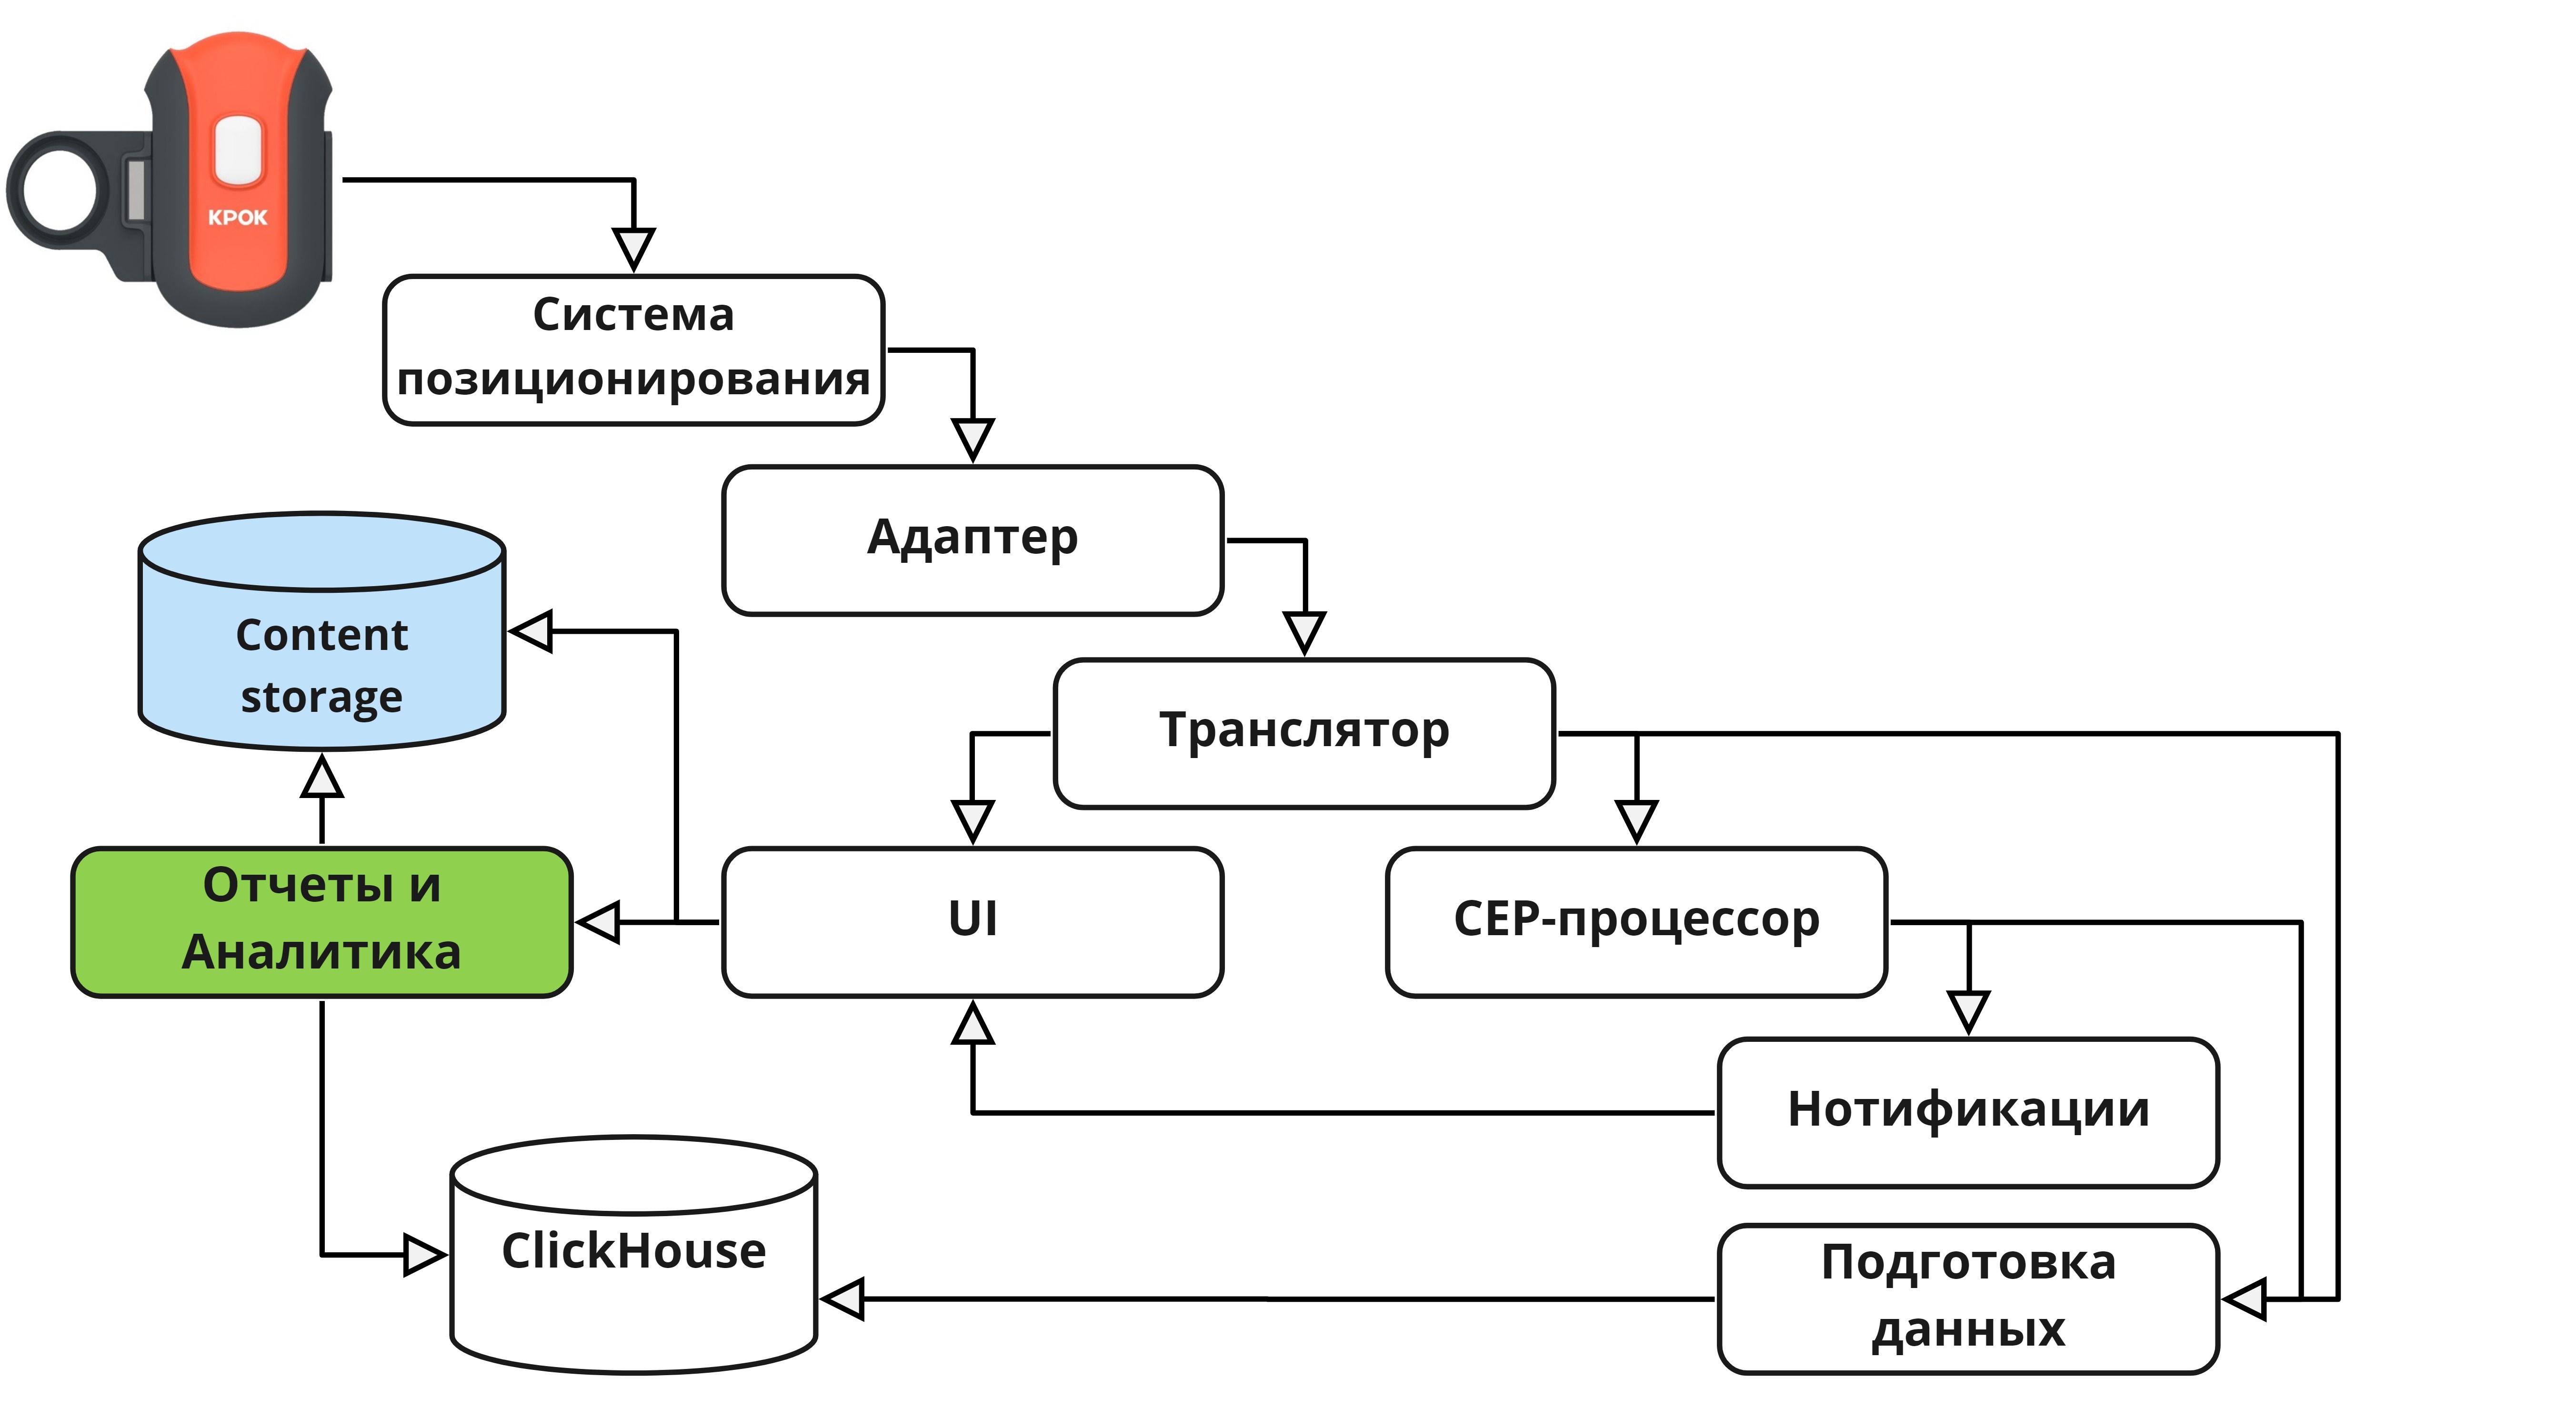 КРОК
Система
позиционирования
Адаптер
Content
storage
Транслятор
Отчеты и
Аналитика
UI
CEP-процессор
Нотификации
ClickHouse
Подготовка
данных